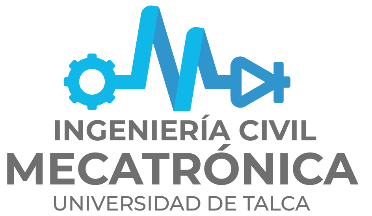 INGENIERÍA CIVIL
MECATRÓNICA
UNIVERSIDAD DE TALCA